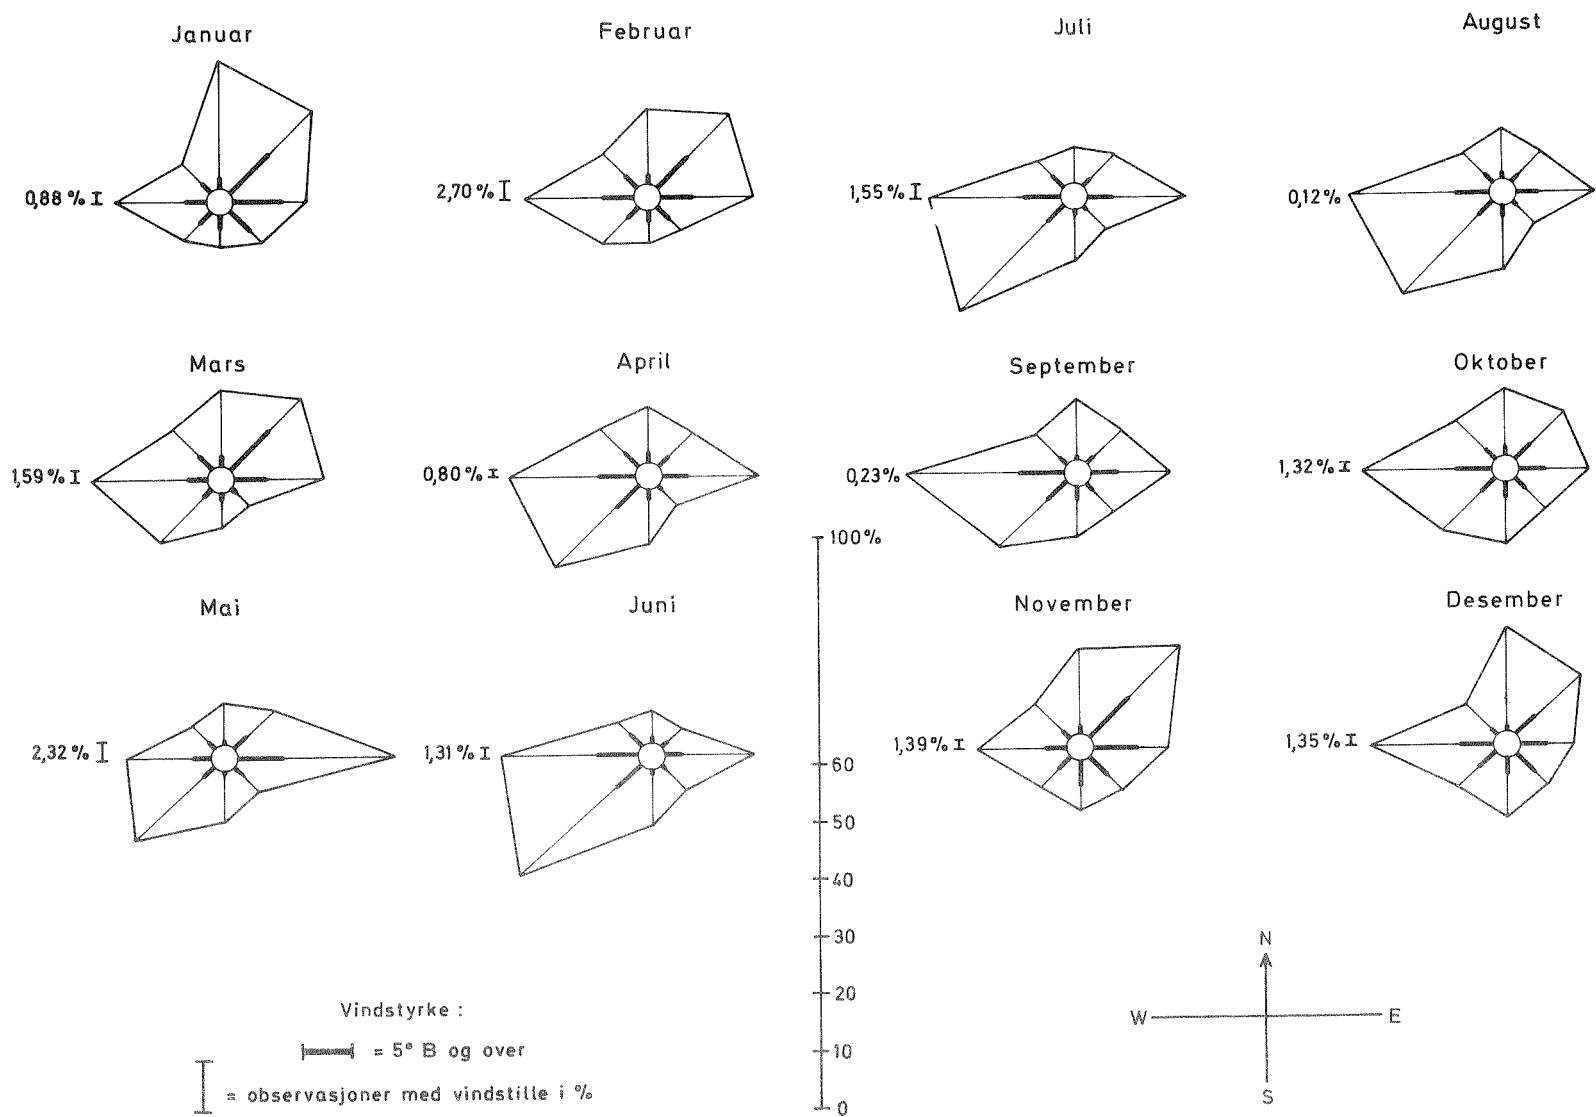 Januar
Februar
Juli
August
0,88 %
2,70 %
1,55 %
0,12%
Mars
April
September
Oktober
1,59 %
0,80 %
0,23%
1,32 %
Mai
Juni
November
Desember
2,32 %
1,31 %
1,39 %
1,35 %
100%
60
50
40
30
20
10
0
N
W
E
S
Vindstyrke :
= 5° B og over
= observasjoner med vindstille i %